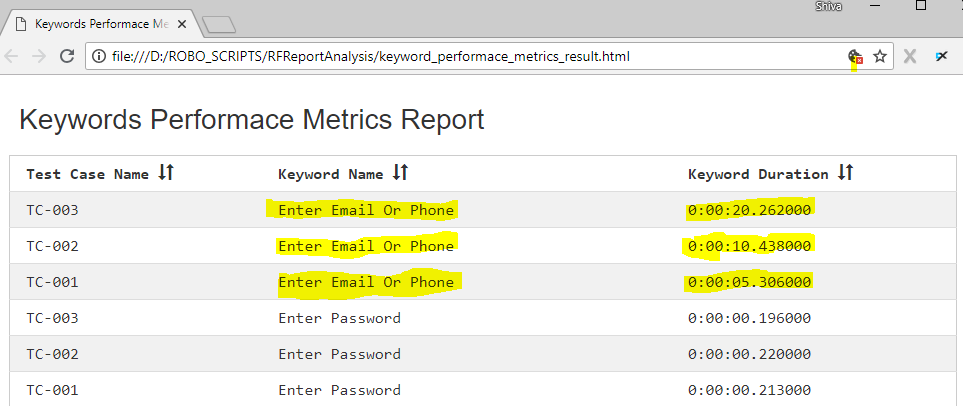 Shiva
Keywords Performace Me
file:///D:/ROBO_SCRIPTS/RFReportAnalysis/keyword_performace_metrics_result.html
Keywords Performace Metrics Report
Test Case Name Keyword Name Keyword Duration
TC-003 Enter Email Or Phone 0:00:20.262000
TC-002 Enter Email Or Phone 0:00:10.438000
TC-001 Enter Email Or Phone 0:00:05.306000
TC-003 Enter Password 0:00:00.196000
TC-002 Enter Password 0:00:00.220000
TC-001 Enter Password 0:00:00.213000